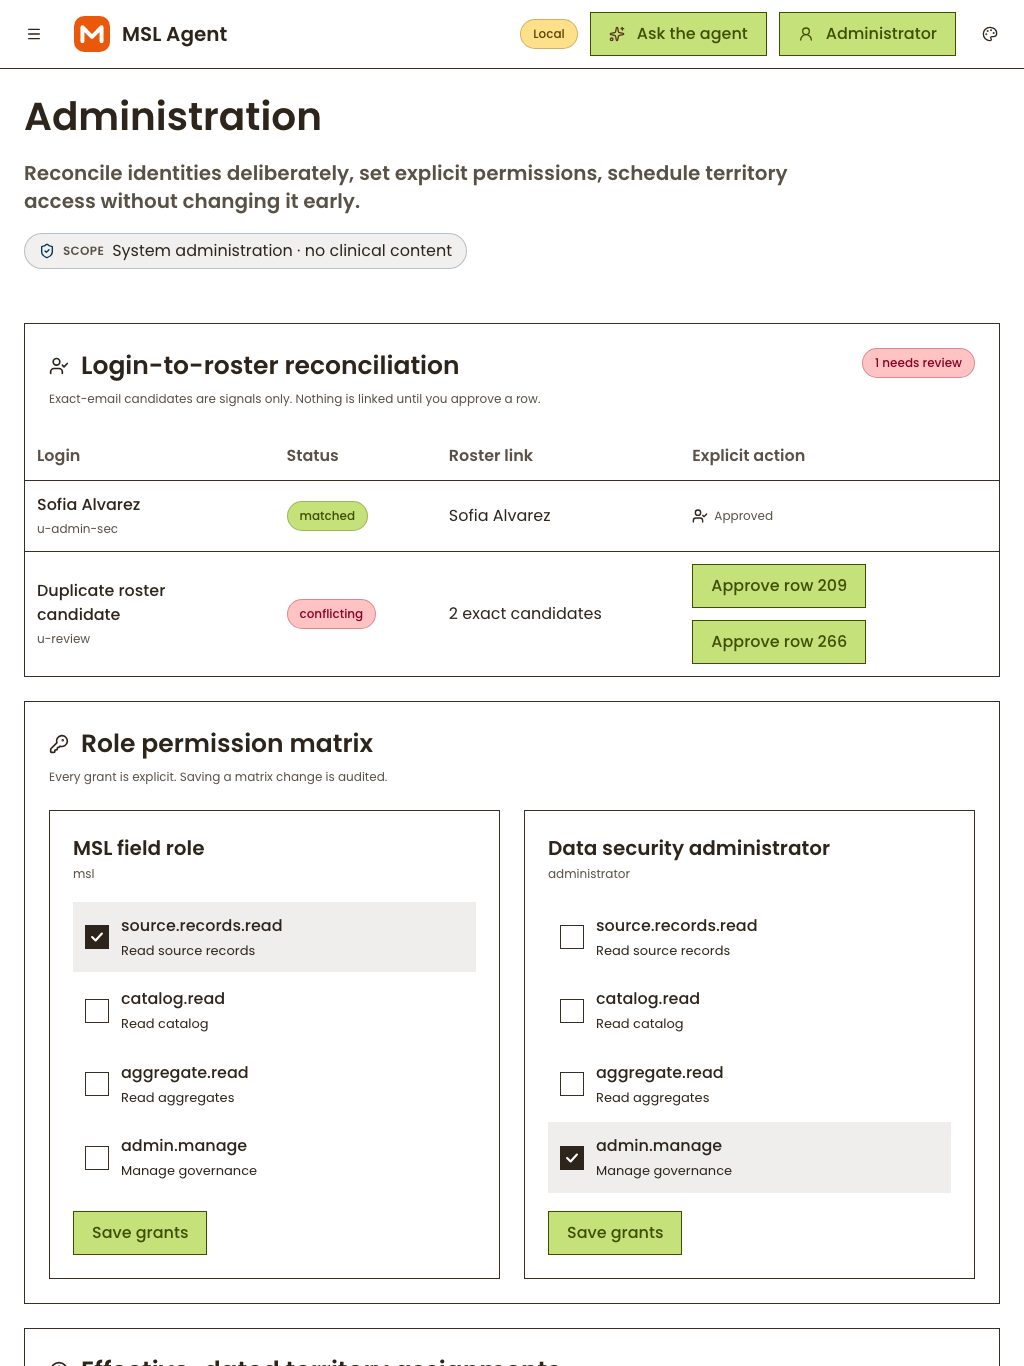 MSL Agent
Local
Ask the agent
Administrator
Administration
Reconcile identities deliberately, set explicit permissions, schedule territory
access without changing it early.
SCOPE System administration · no clinical content
Login-to-roster reconciliation
1 needs review
Exact-email candidates are signals only. Nothing is linked until you approve a row.
Login Status Roster link Explicit action
Sofia Alvarez
u-admin-sec
matched
Sofia Alvarez
Approved
Duplicate roster
candidate
u-review
conflicting
2 exact candidates
Approve row 209
Approve row 266
Role permission matrix
Every grant is explicit. Saving a matrix change is audited.
MSL field role
msl
source.records.read
Read source records
catalog.read
Read catalog
aggregate.read
Read aggregates
admin.manage
Manage governance
Save grants
Data security administrator
administrator
source.records.read
Read source records
catalog.read
Read catalog
aggregate.read
Read aggregates
admin.manage
Manage governance
Save grants
Effective-dated territory assignments